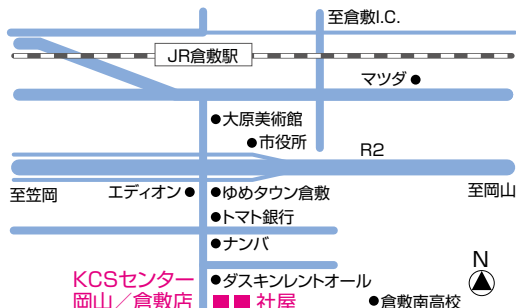 至倉敷I.C.
JR倉敷駅
マツダ
大原美術館
市役所
R2
至笠岡
エディオン
ゆめタウン倉敷
至岡山
トマト銀行
ナンバ
N
KCSセンター
岡山／倉敷店
ダスキンレントオール
社屋
倉敷南高校